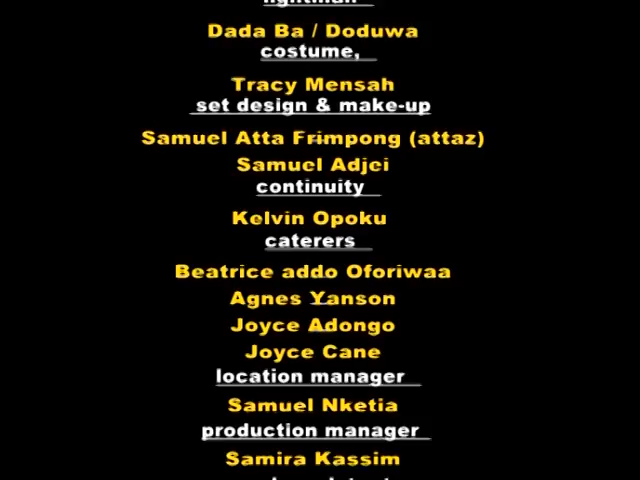 lightman
Dada Ba / Doduwa
costume,
Tracy Mensah
set design & make-up
Samuel Atta Frimpong (attaz)
Samuel Adjei
continuity
Kelvin Opoku
caterers
Beatrice addo Oforiwaa
Agnes Yanson
Joyce Adongo
Joyce Cane
location manager
Samuel Nketia
production manager
Samira Kassim